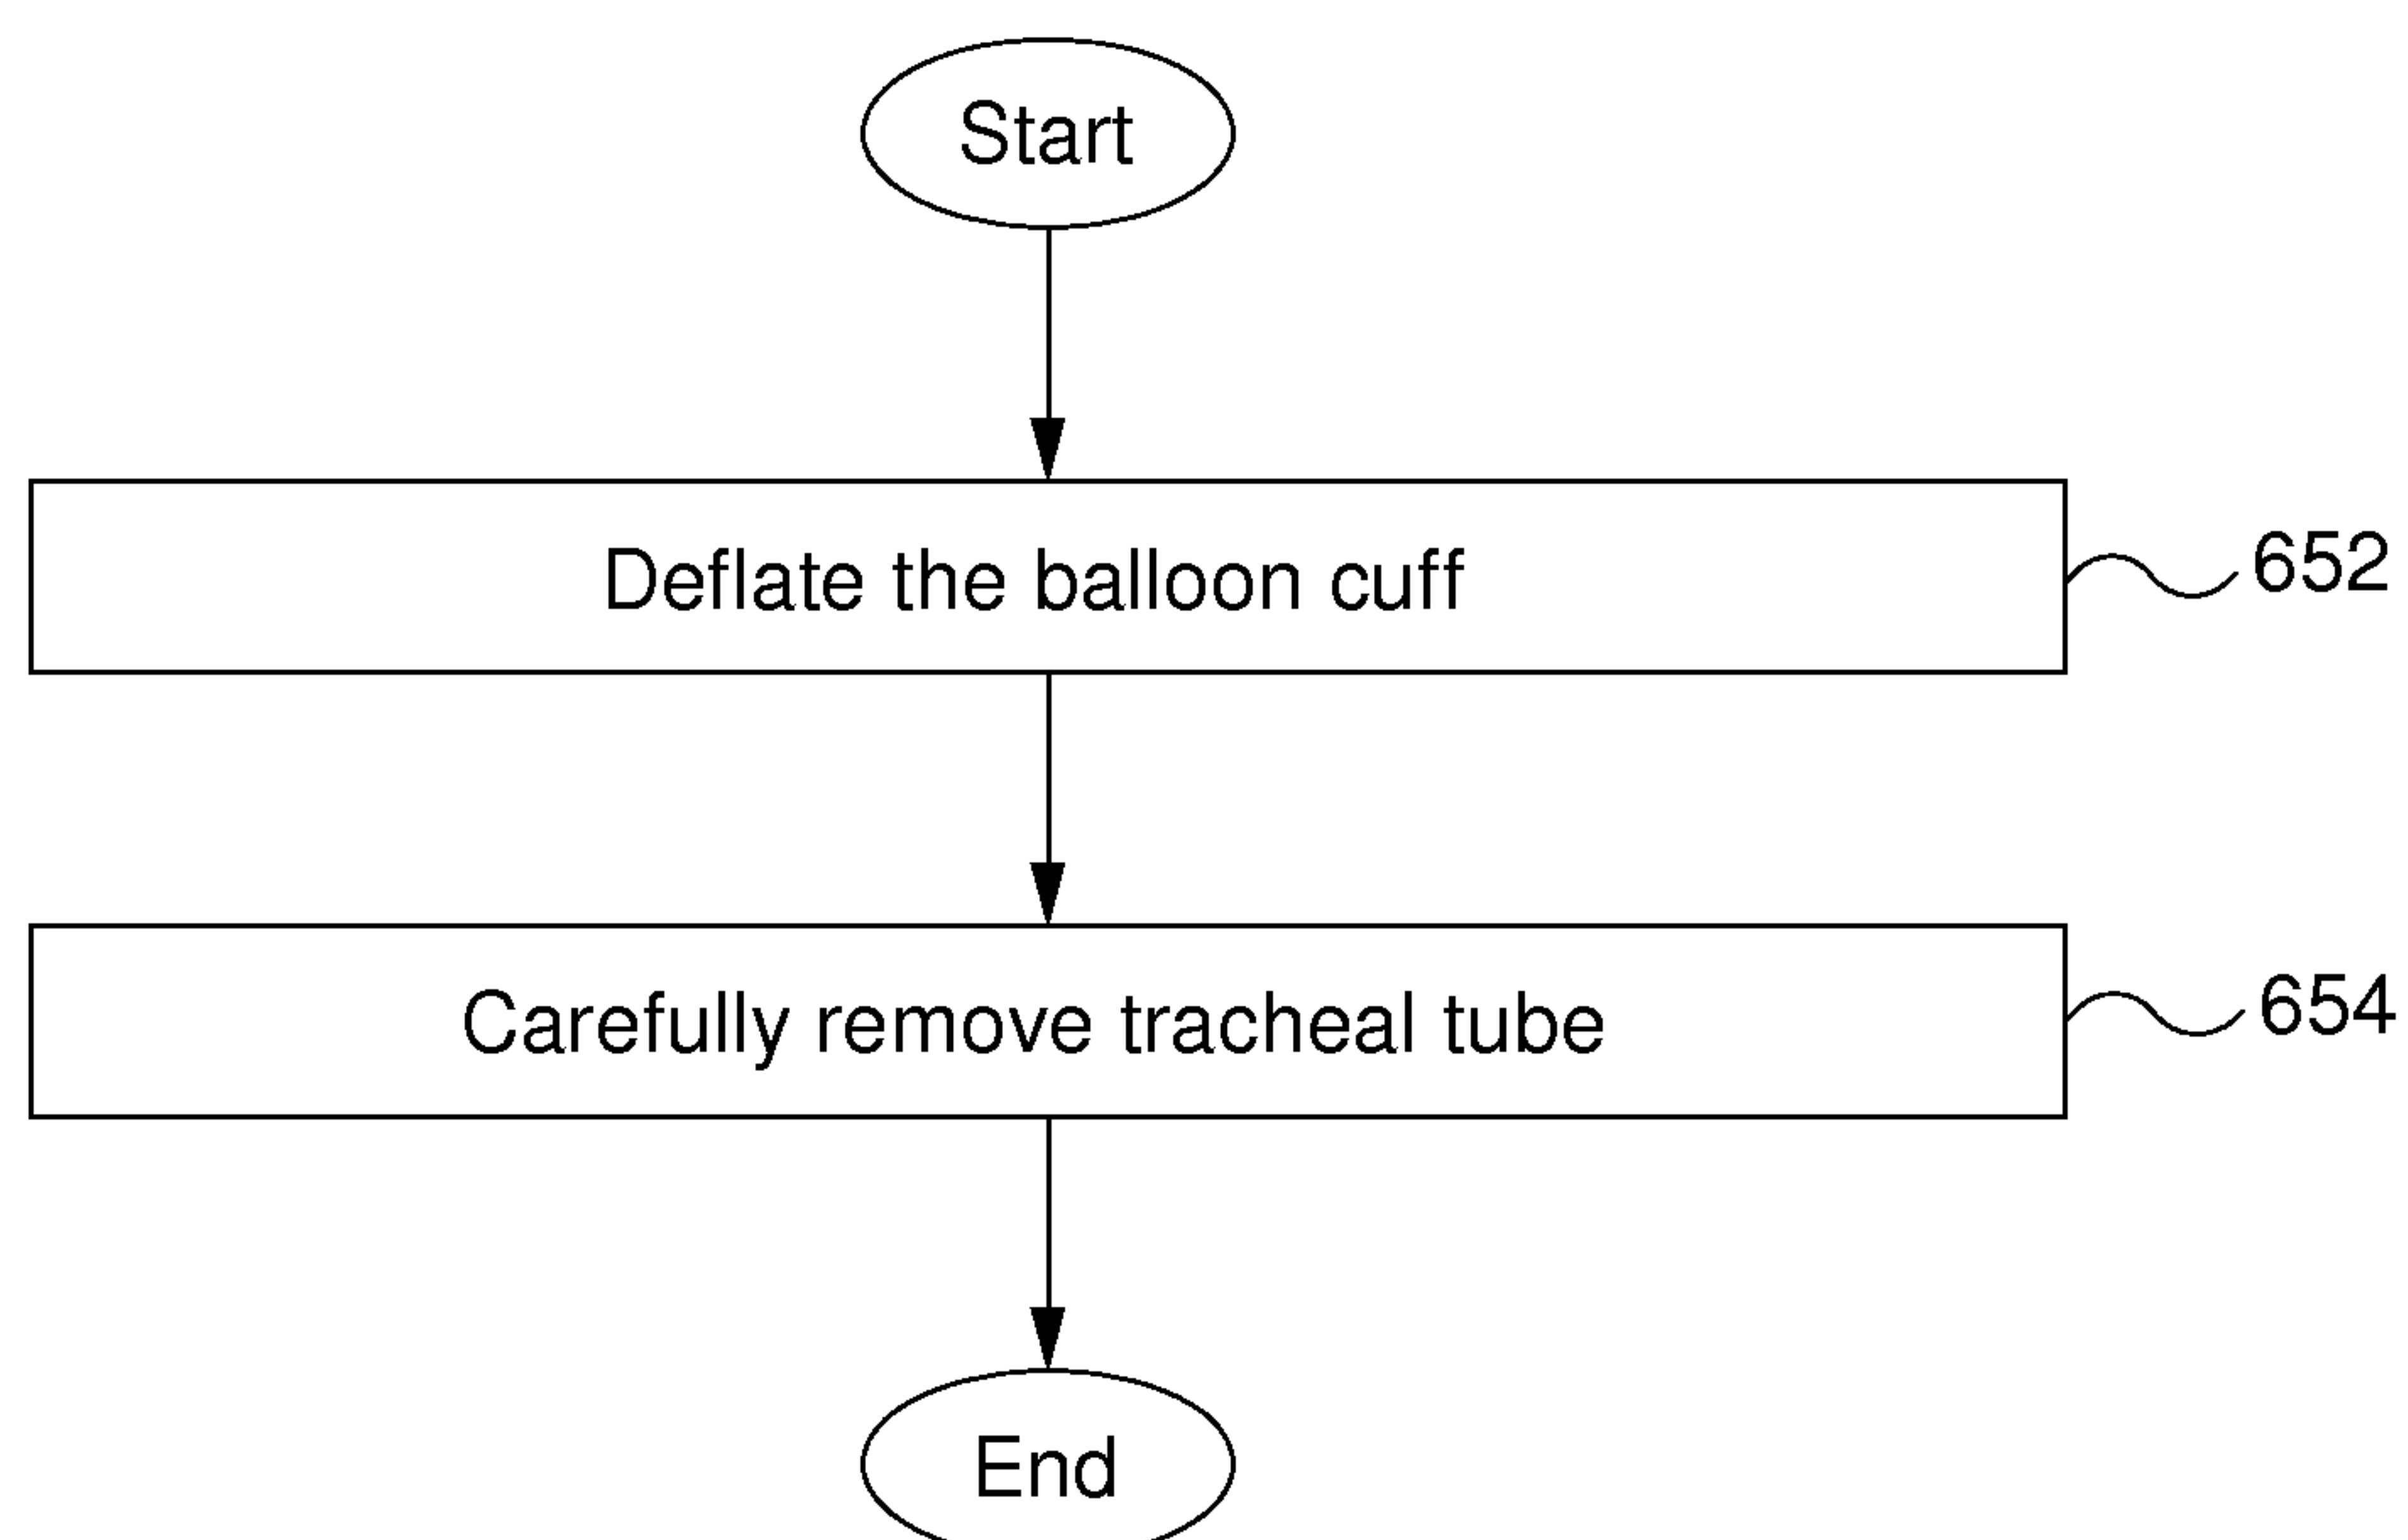 Start
Deflate the balloon cuff
652
Carefully remove tracheal tube
654
End